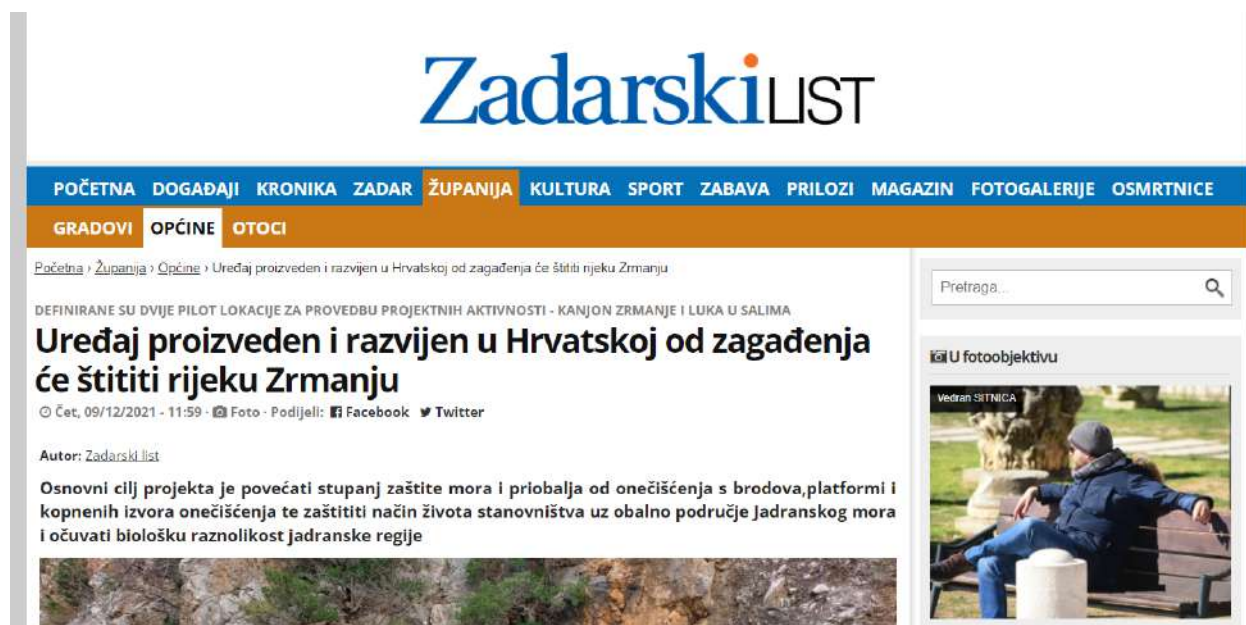 Zadarski LIST
POČETNA DOGAĐAJI KRONIKA ZADAR ŽUPANIJA KULTURA SPORT ZABAVA PRILOZI MAGAZIN FOTOGALERIJE OSMRTNICE
GRADOVI OPĆINE OTOCI
Početna › Županija › Općine › Uređaj proizveden i razvijen u Hrvatskoj od zagađenja će štititi rijeku Zrmanju
DEFINIRANE SU DVIJE PILOT LOKACIJE ZA PROVEDBU PROJEKTNIH AKTIVNOSTI - KANJON ZRMANJE I LUKA U SALIMA
Uređaj proizveden i razvijen u Hrvatskoj od zagađenja
će štititi rijeku Zrmanju
Čet, 09/12/2021 - 11:59 · Foto · Podijeli: Facebook Twitter
Autor: Zadarski list
Osnovni cilj projekta je povećati stupanj zaštite mora i priobalja od onečišćenja s brodova,platformi i
kopnenih izvora onečišćenja te zaštititi način života stanovništva uz obalno područje Jadranskog mora
i očuvati biološku raznolikost jadranske regije
Pretraga...
U fotoobjektivu
Vedran SITNICA